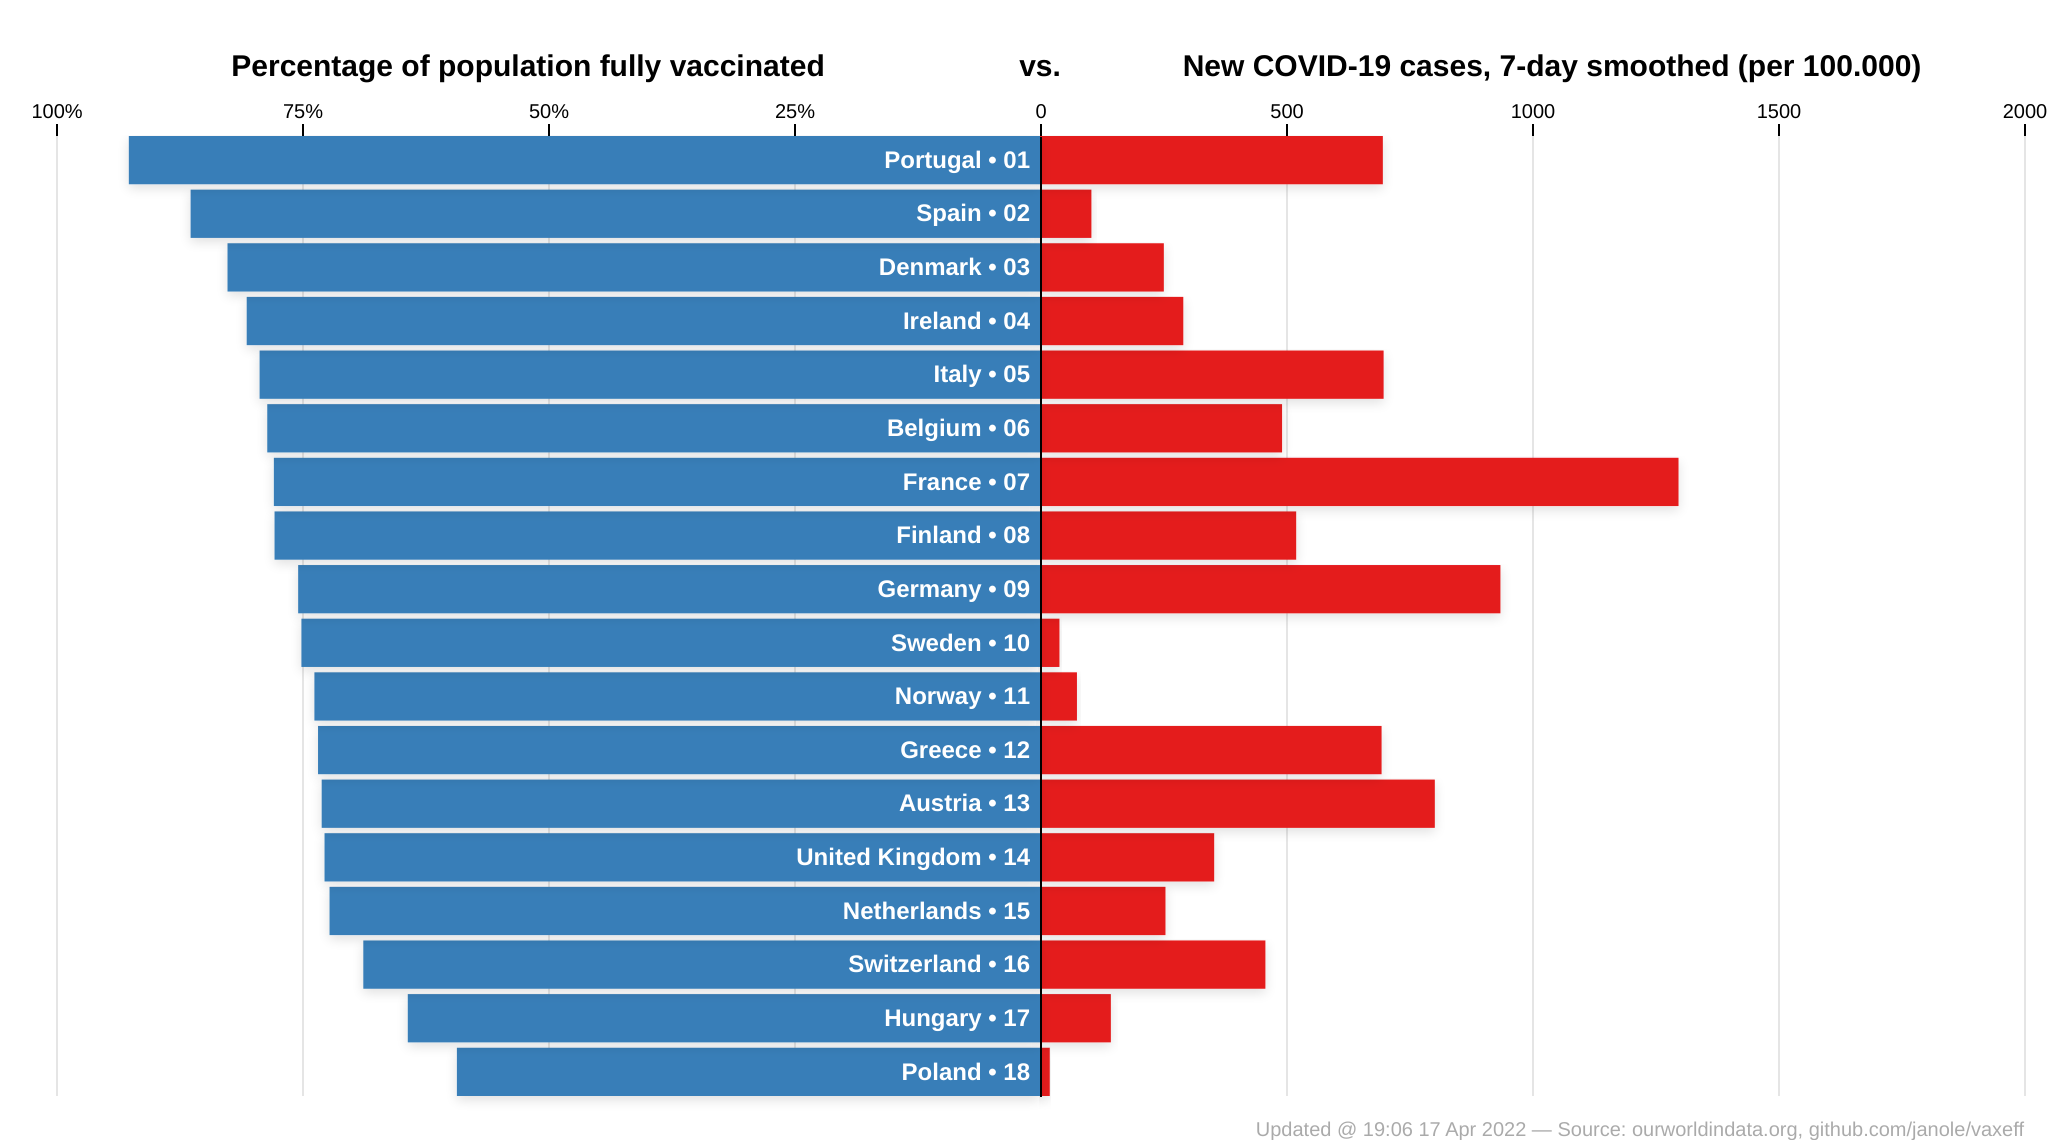 Percentage of population fully vaccinated vs. New COVID-19 cases, 7-day smoothed (per 100.000)
100% 75% 50% 25% 0 500 1000 1500 2000
Portugal • 01
Spain • 02
Denmark • 03
Ireland • 04
Italy • 05
Belgium • 06
France • 07
Finland • 08
Germany • 09
Sweden • 10
Norway • 11
Greece • 12
Austria • 13
United Kingdom • 14
Netherlands • 15
Switzerland • 16
Hungary • 17
Poland • 18
Updated @ 19:06 17 Apr 2022 — Source: ourworldindata.org, github.com/janole/vaxeff